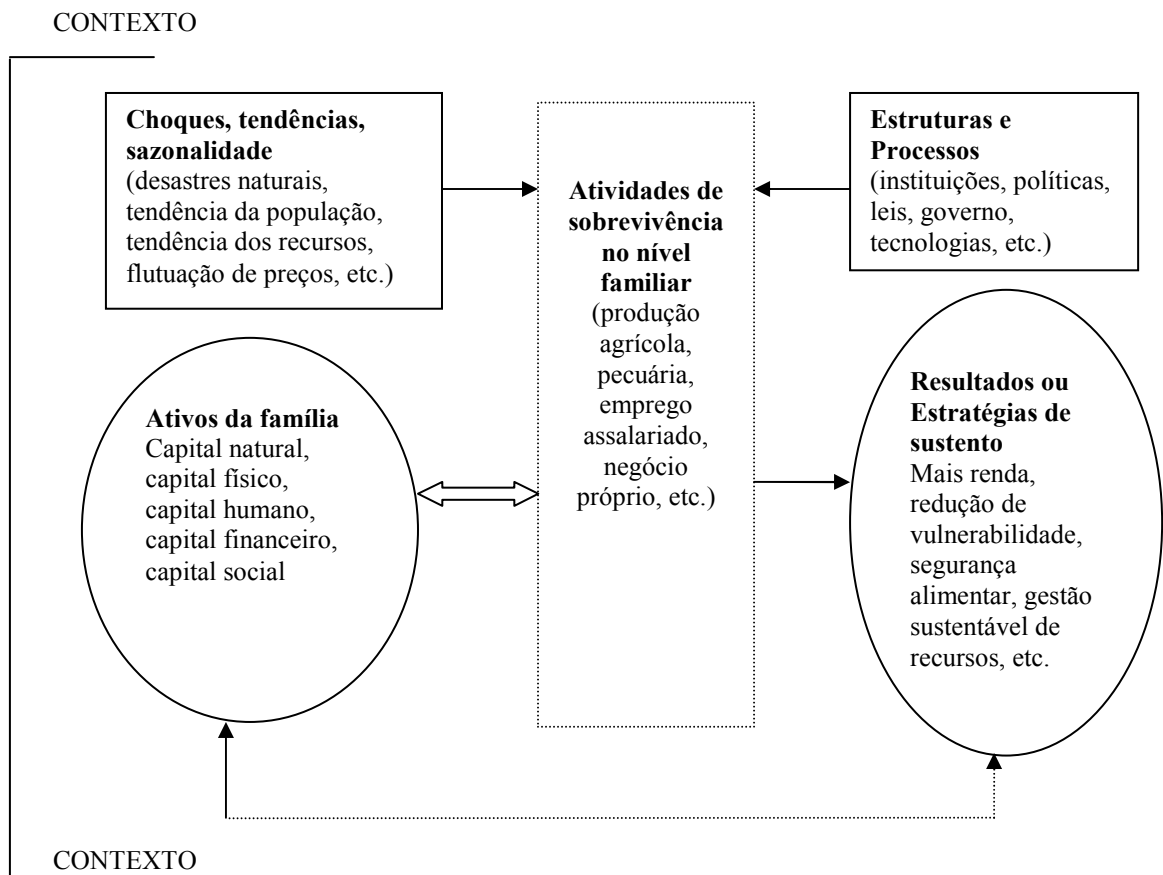 CONTEXTO
Choques, tendências,
sazonalidade
(desastres naturais,
tendência da população,
tendência dos recursos,
flutuação de preços, etc.)
Atividades de
sobrevivência
no nível
familiar
(produção
agrícola,
pecuária,
emprego
assalariado,
negócio
próprio, etc.)
Estruturas e
Processos
(instituições, políticas,
leis, governo,
tecnologias, etc.)
Ativos da família
Capital natural,
capital físico,
capital humano,
capital financeiro,
capital social
Resultados ou
Estratégias de
sustento
Mais renda,
redução de
vulnerabilidade,
segurança
alimentar, gestão
sustentável de
recursos, etc.
CONTEXTO